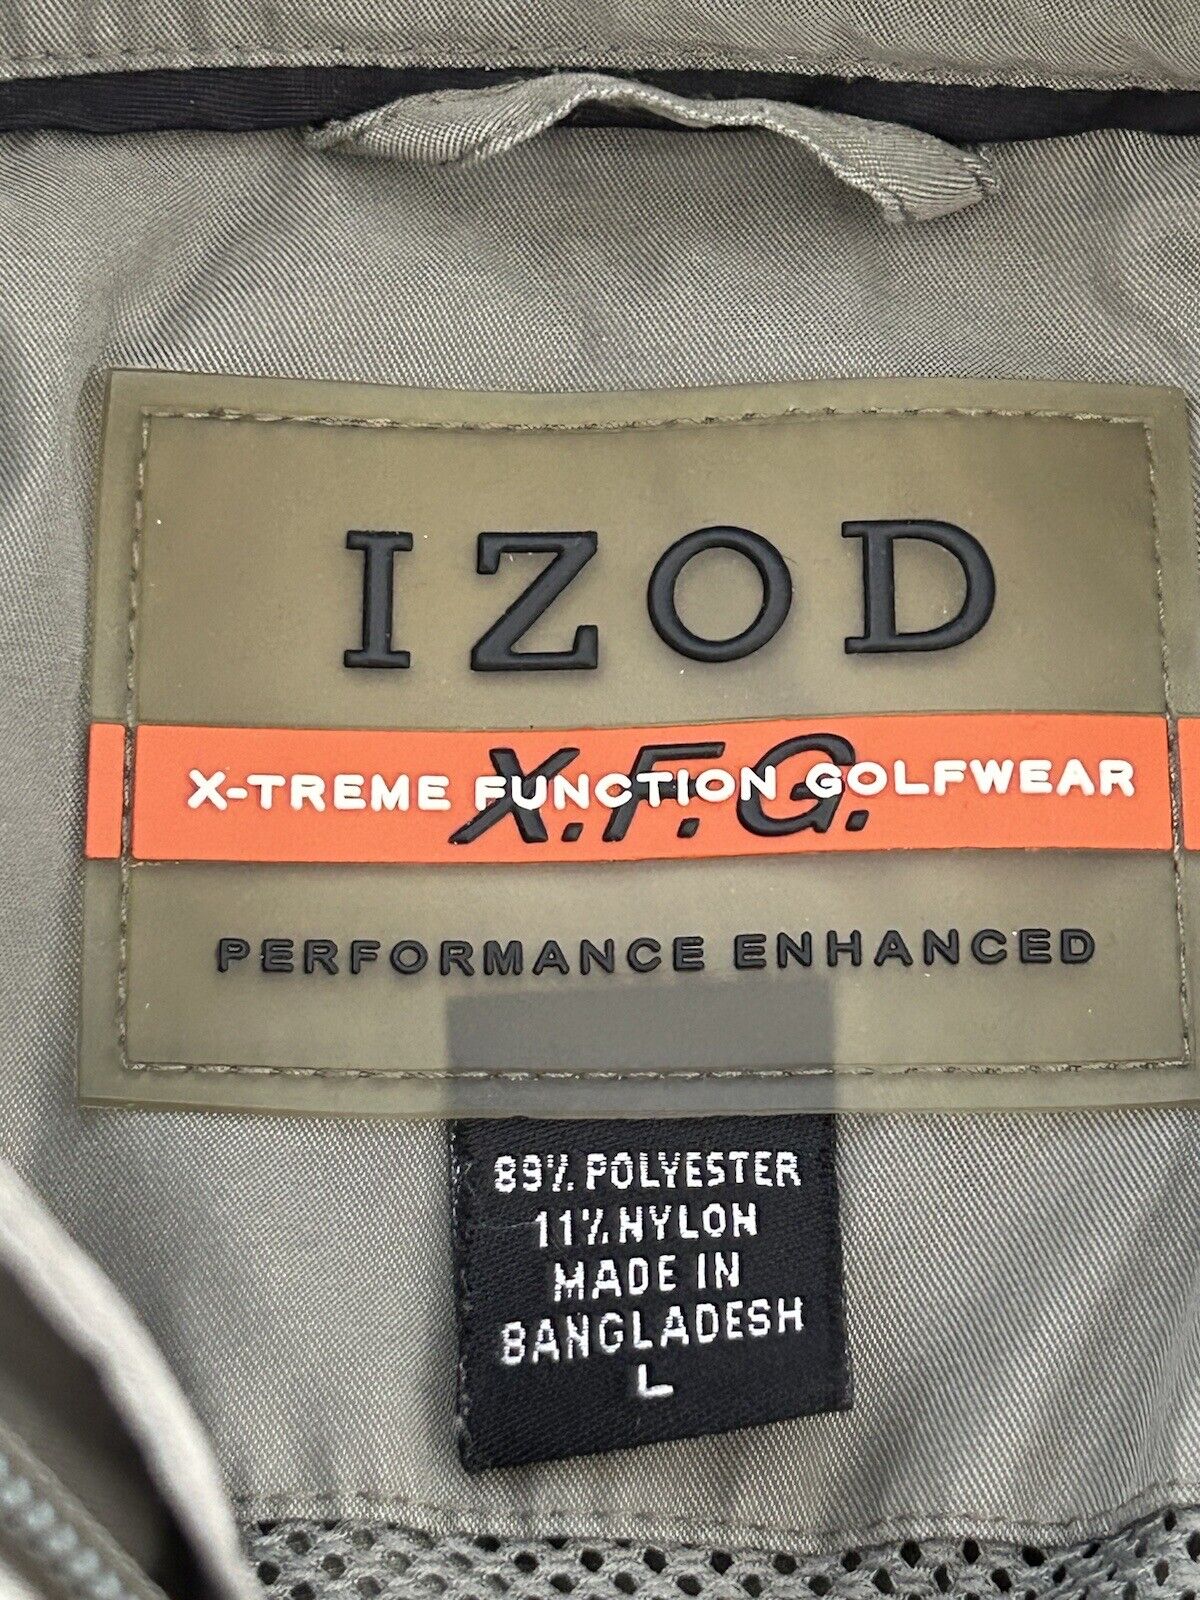 IZOD
X.F.G.
X-TREME FUNCTION GOLFWEAR
PERFORMANCE ENHANCED
89% POLYESTER
11% NYLON
MADE IN
BANGLADESH
L